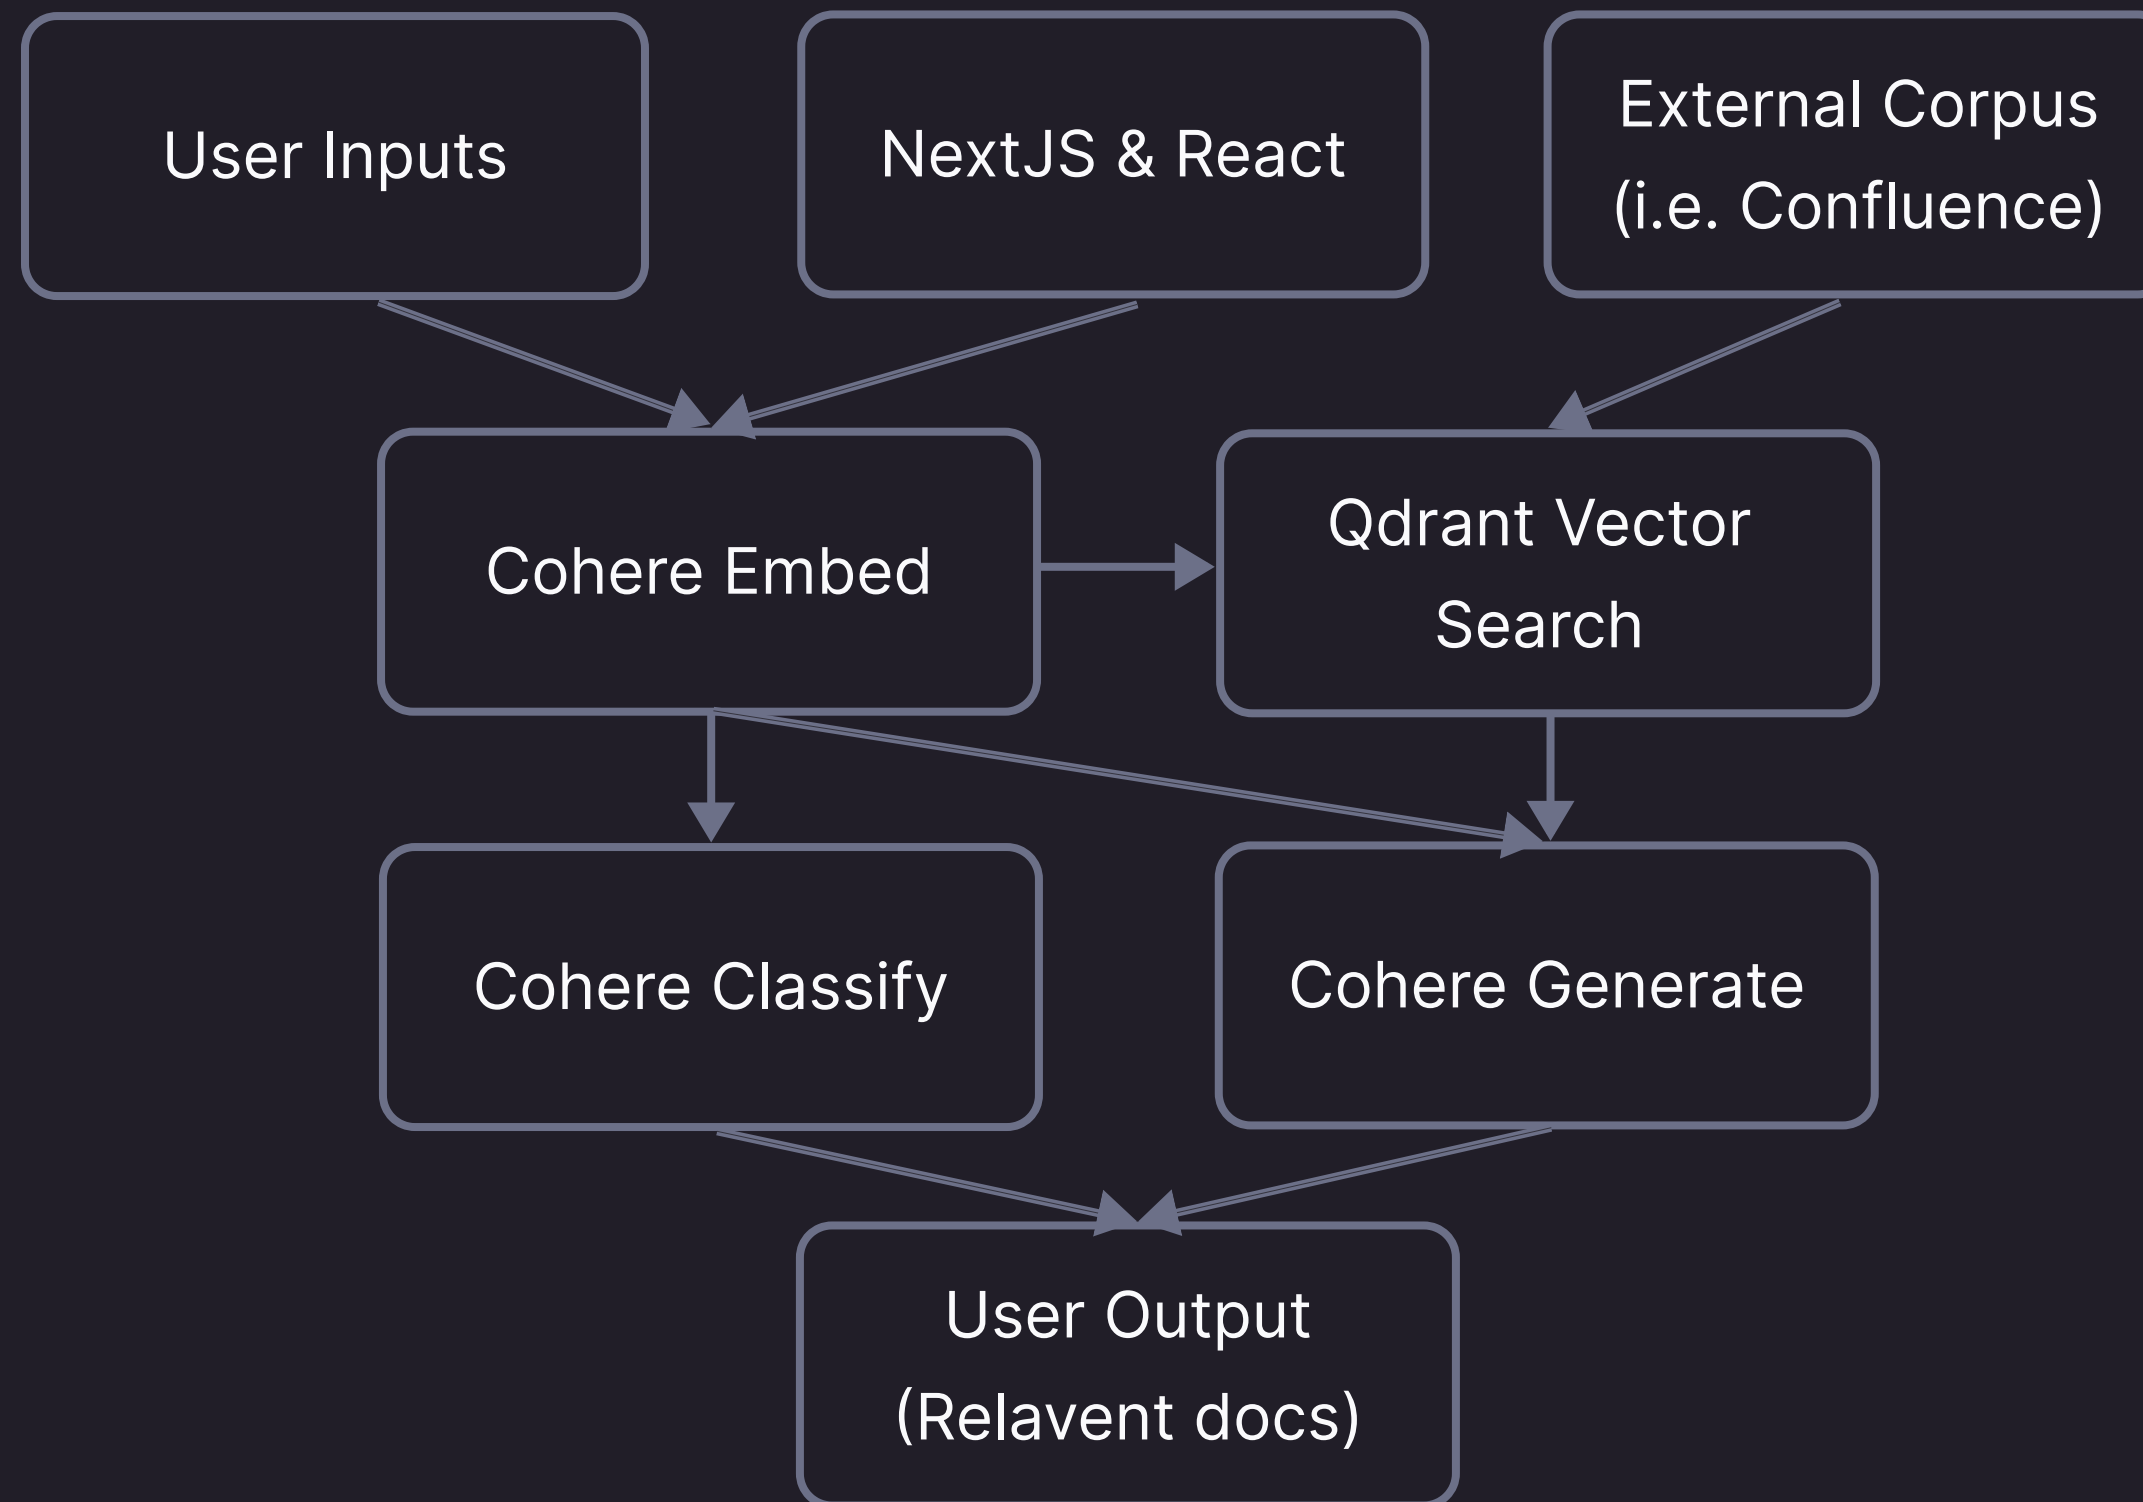 User Inputs
NextJS & React
External Corpus
(i.e. Confluence)
Cohere Embed
Qdrant Vector
Search
Cohere Classify
Cohere Generate
User Output
(Relavent docs)